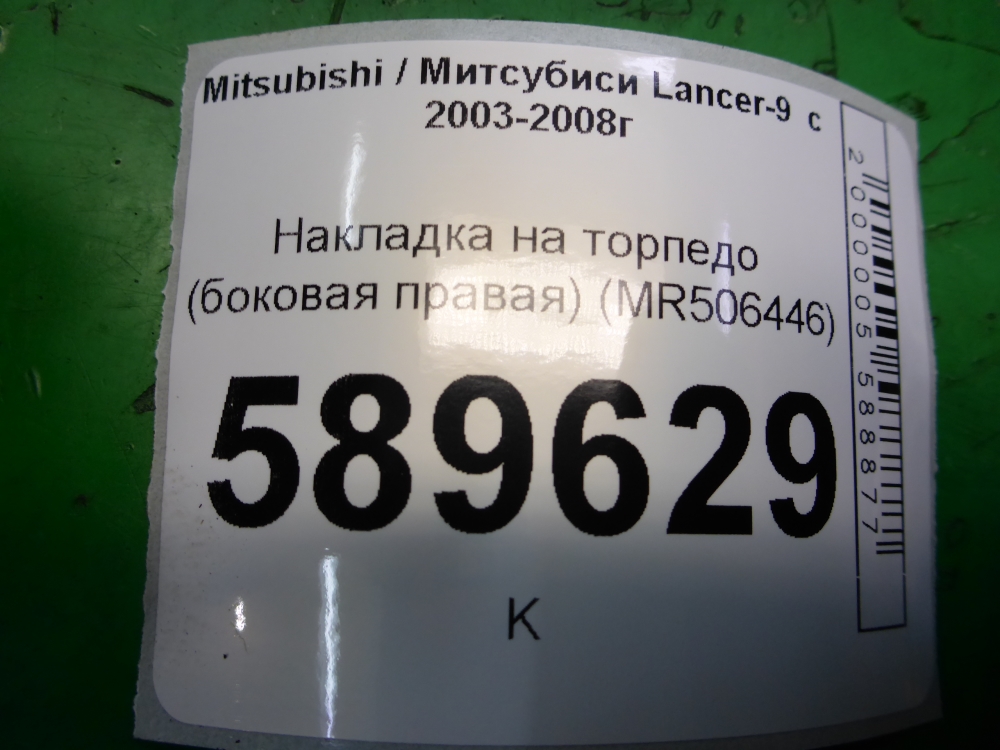 Mitsubishi / Митсубиси Lancer-9 с
2003-2008г
Накладка на торпедо
(боковая правая) (MR506446)
589629
К
2000005588877